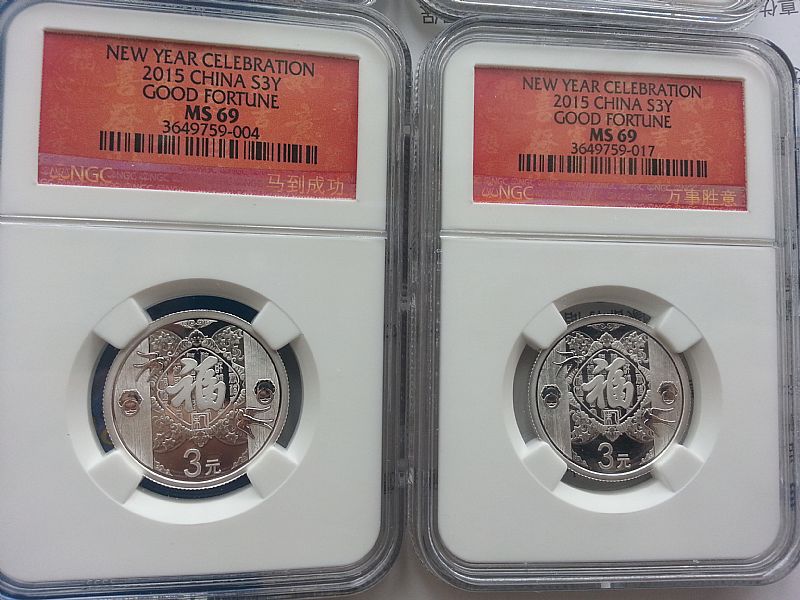 NEW YEAR CELEBRATION
2015 CHINA S3Y
GOOD FORTUNE
MS 69
3649759-004
NGC
马到成功
福
3元
NEW YEAR CELEBRATION
2015 CHINA S3Y
GOOD FORTUNE
MS 69
3649759-017
NGC
万事胜意
福
3元